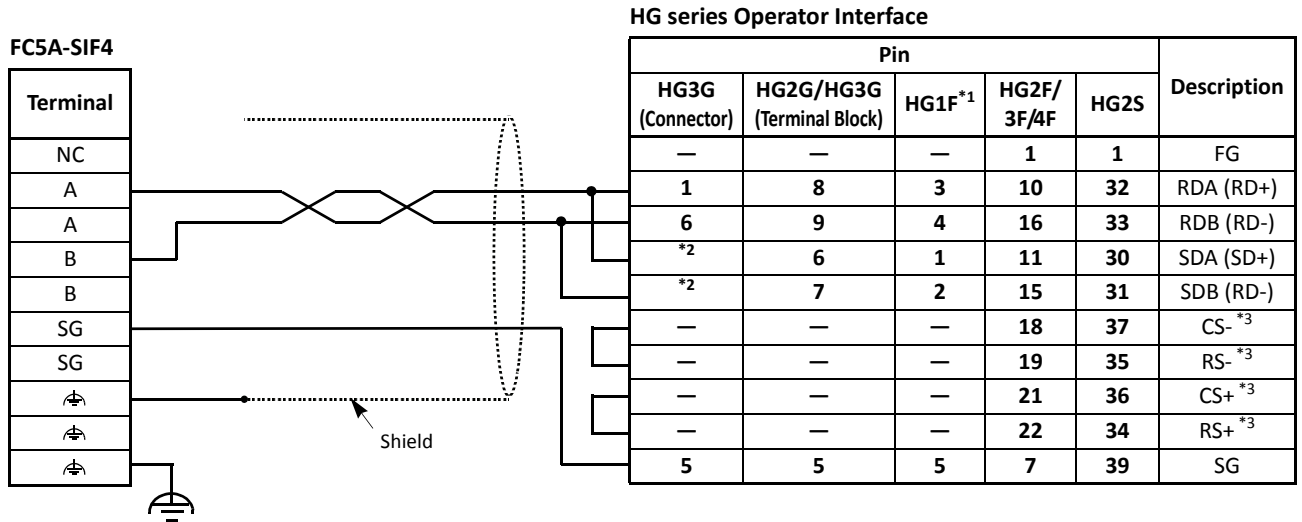 HG series Operator Interface
FC5A-SIF4
Terminal
NC
A
A
B
B
SG
SG
Shield
Pin Description
HG3G (Connector) HG2G/HG3G (Terminal Block) HG1F*1 HG2F/3F/4F HG2S
— — — 1 1 FG
1 8 3 10 32 RDA (RD+)
6 9 4 16 33 RDB (RD-)
*2 6 1 11 30 SDA (SD+)
*2 7 2 15 31 SDB (RD-)
— — — 18 37 CS- *3
— — — 19 35 RS- *3
— — — 21 36 CS+ *3
— — — 22 34 RS+ *3
5 5 5 7 39 SG